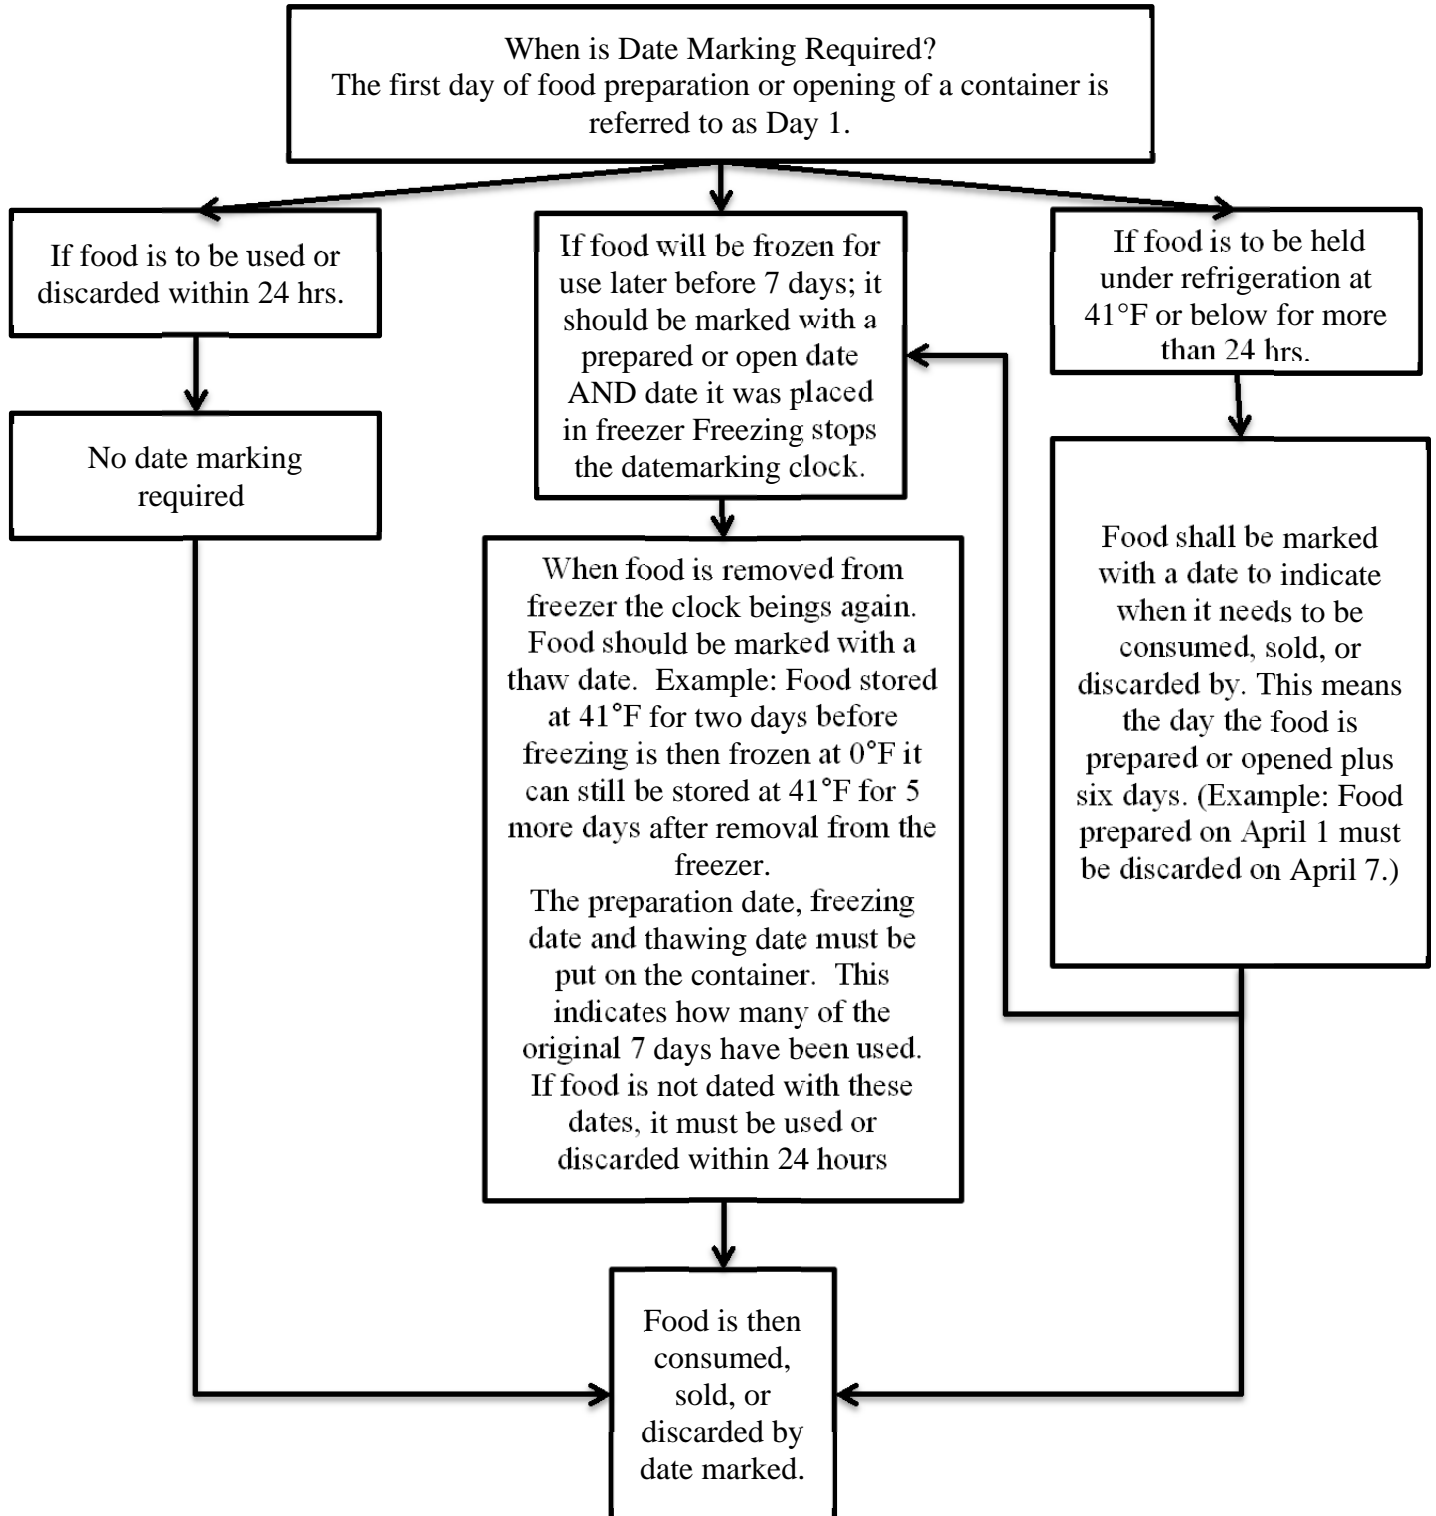 When is Date Marking Required?
The first day of food preparation or opening of a container is
referred to as Day 1.
If food is to be used or
discarded within 24 hrs.
No date marking
required
If food will be frozen for
use later before 7 days; it
should be marked with a
prepared or open date
AND date it was placed
in freezer Freezing stops
the datemarking clock.
When food is removed from
freezer the clock beings again.
Food should be marked with a
thaw date.  Example: Food stored
at 41°F for two days before
freezing is then frozen at 0°F it
can still be stored at 41°F for 5
more days after removal from the
freezer.
The preparation date, freezing
date and thawing date must be
put on the container.  This
indicates how many of the
original 7 days have been used.
If food is not dated with these
dates, it must be used or
discarded within 24 hours
If food is to be held
under refrigeration at
41°F or below for more
than 24 hrs.
Food shall be marked
with a date to indicate
when it needs to be
consumed, sold, or
discarded by. This means
the day the food is
prepared or opened plus
six days. (Example: Food
prepared on April 1 must
be discarded on April 7.)
Food is then
consumed,
sold, or
discarded by
date marked.